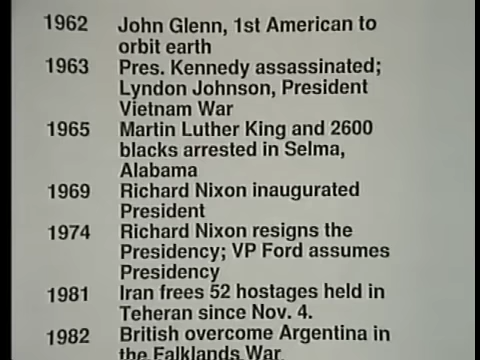 1962 John Glenn, 1st American to
orbit earth
1963 Pres. Kennedy assassinated;
Lyndon Johnson, President
Vietnam War
1965 Martin Luther King and 2600
blacks arrested in Selma,
Alabama
1969 Richard Nixon inaugurated
President
1974 Richard Nixon resigns the
Presidency; VP Ford assumes
Presidency
1981 Iran frees 52 hostages held in
Teheran since Nov. 4.
1982 British overcome Argentina in
the Falklands War